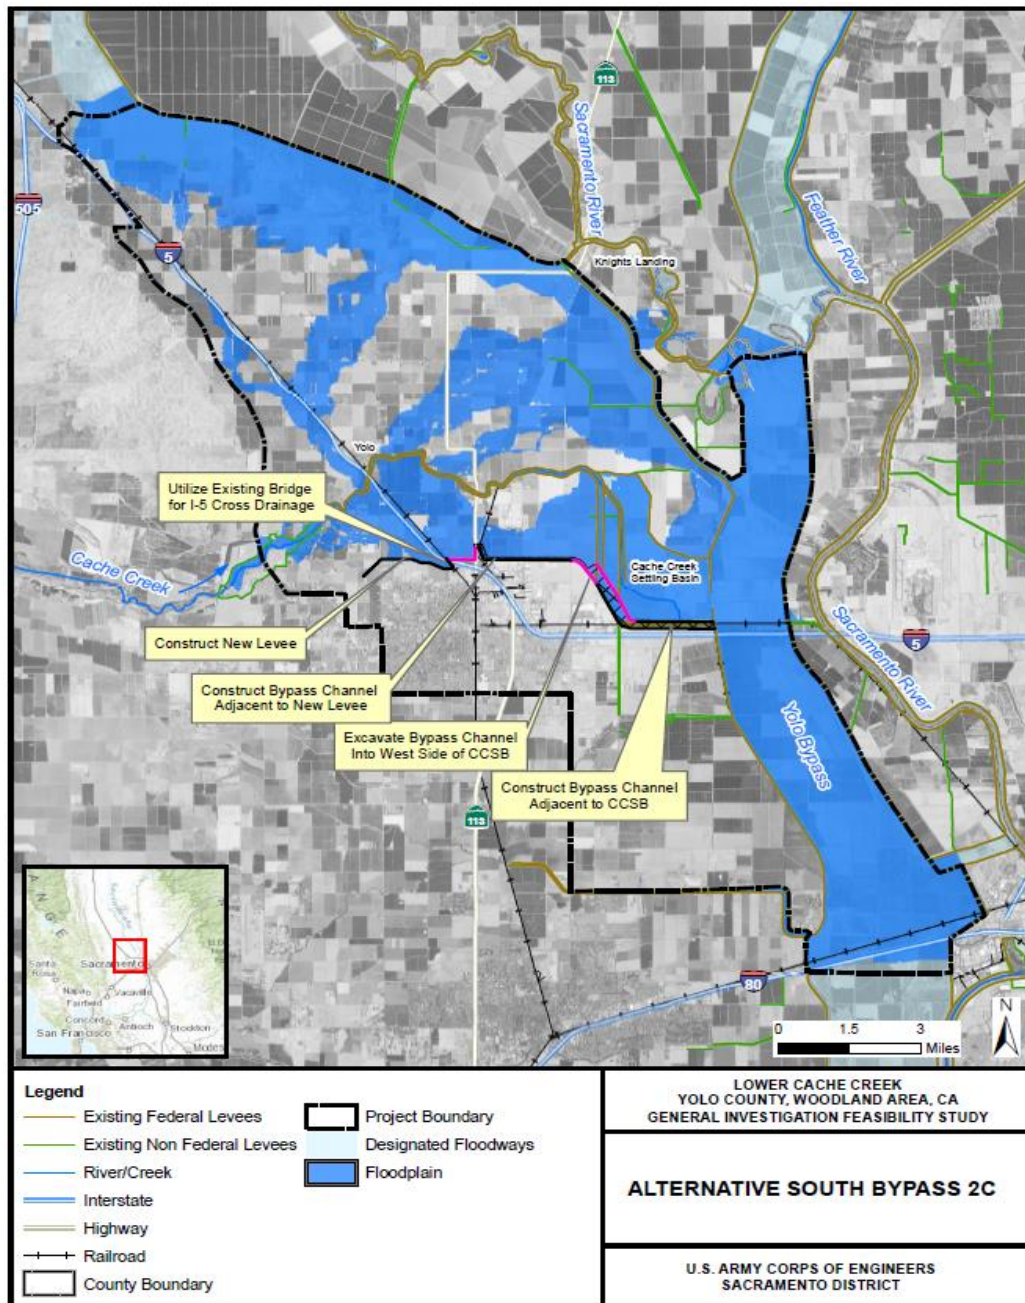 113
Sacramento River
Feather River
505
5
Knights Landing
Yolo
Utilize Existing Bridge
for I-5 Cross Drainage
Cache Creek
Cache Creek
Settling Basin
Construct New Levee
5
Sacramento River
Construct Bypass Channel
Adjacent to New Levee
Yolo Bypass
Excavate Bypass Channel
Into West Side of CCSB
Construct Bypass Channel
Adjacent to CCSB
113
80
Sacramento
Santa
Rosa
Napa
Vacaville
Fairfield
Concord
Antioch
Stockton
San Francisco
Modes
N
0 1.5 3
Miles
Legend
Existing Federal Levees
Existing Non Federal Levees
River/Creek
Interstate
Highway
Railroad
County Boundary
Project Boundary
Designated Floodways
Floodplain
LOWER CACHE CREEK
YOLO COUNTY, WOODLAND AREA, CA
GENERAL INVESTIGATION FEASIBILITY STUDY
ALTERNATIVE SOUTH BYPASS 2C
U.S. ARMY CORPS OF ENGINEERS
SACRAMENTO DISTRICT